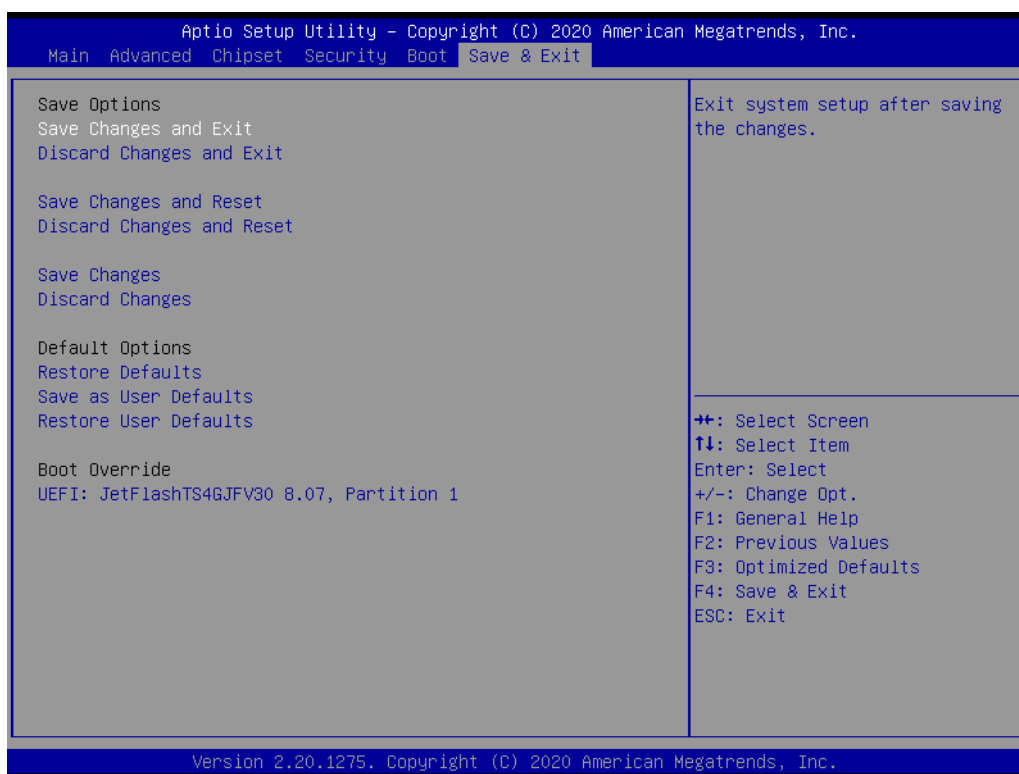 Aptio Setup Utility – Copyright (C) 2020 American Megatrends, Inc.
Main Advanced Chipset Security Boot Save & Exit
Save Options
Save Changes and Exit
Discard Changes and Exit
Save Changes and Reset
Discard Changes and Reset
Save Changes
Discard Changes
Default Options
Restore Defaults
Save as User Defaults
Restore User Defaults
Boot Override
UEFI: JetFlashTS4GJFV30 8.07, Partition 1
Exit system setup after saving
the changes.
→←: Select Screen
↑↓: Select Item
Enter: Select
+/-: Change Opt.
F1: General Help
F2: Previous Values
F3: Optimized Defaults
F4: Save & Exit
ESC: Exit
Version 2.20.1275. Copyright (C) 2020 American Megatrends, Inc.